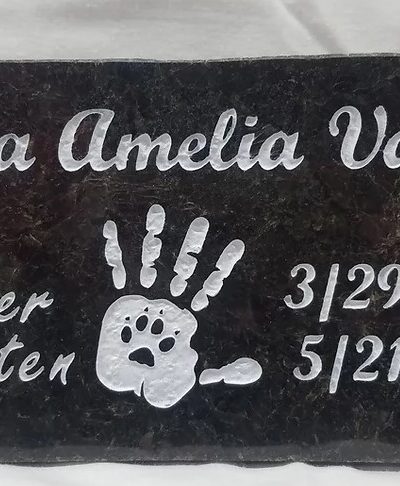 a Amelia Va
er 3/29
ten 5/21